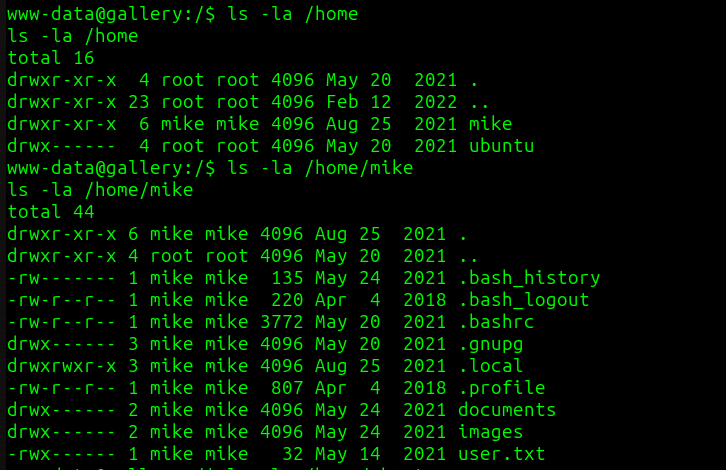 www-data@gallery:/$ ls -la /home
ls -la /home
total 16
drwxr-xr-x  4 root root 4096 May 20  2021 .
drwxr-xr-x 23 root root 4096 Feb 12  2022 ..
drwxr-xr-x  6 mike mike 4096 Aug 25  2021 mike
drwx------  4 root root 4096 May 20  2021 ubuntu
www-data@gallery:/$ ls -la /home/mike
ls -la /home/mike
total 44
drwxr-xr-x 6 mike mike 4096 Aug 25  2021 .
drwxr-xr-x 4 root root 4096 May 20  2021 ..
-rw------- 1 mike mike  135 May 24  2021 .bash_history
-rw-r--r-- 1 mike mike  220 Apr  4  2018 .bash_logout
-rw-r--r-- 1 mike mike 3772 May 20  2021 .bashrc
drwx------ 3 mike mike 4096 May 20  2021 .gnupg
drwxrwxr-x 3 mike mike 4096 Aug 25  2021 .local
-rw-r--r-- 1 mike mike  807 Apr  4  2018 .profile
drwx------ 2 mike mike 4096 May 24  2021 documents
drwx------ 2 mike mike 4096 May 24  2021 images
-rwx------ 1 mike mike   32 May 14  2021 user.txt